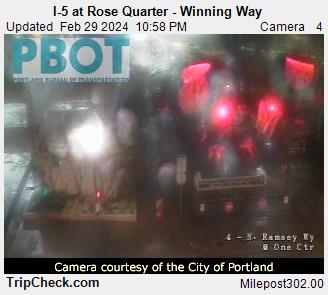 I-5 at Rose Quarter - Winning Way
Updated Feb 29 2024 10:58 PM Camera 4
PBOT
PORTLAND BUREAU OF TRANSPORTATION
4 - N. Ramsey Wy
@ One Ctr
Camera courtesy of the City of Portland
TripCheck.com Milepost302.00